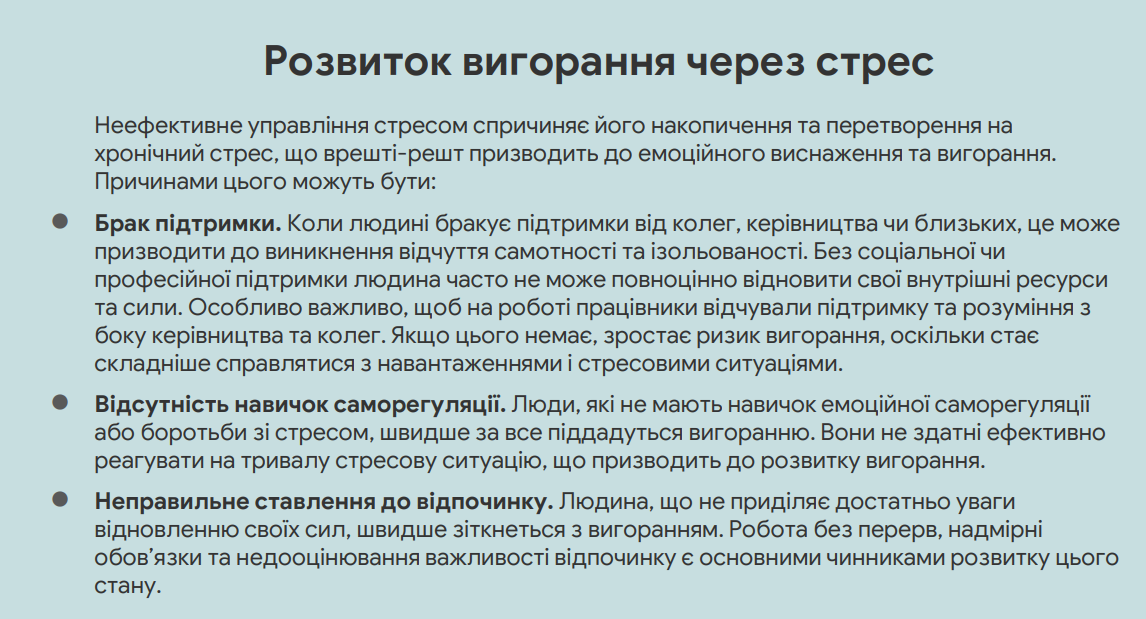 Розвиток вигорання через стрес
Неефективне управління стресом спричиняє його накопичення та перетворення на
хронічний стрес, що врешті-решт призводить до емоційного виснаження та вигорання.
Причинами цього можуть бути:
● Брак підтримки. Коли людині бракує підтримки від колег, керівництва чи близьких, це може
призводити до виникнення відчуття самотності та ізольованості. Без соціальної чи
професійної підтримки людина часто не може повноцінно відновити свої внутрішні ресурси
та сили. Особливо важливо, щоб на роботі працівники відчували підтримку та розуміння з
боку керівництва та колег. Якщо цього немає, зростає ризик вигорання, оскільки стає
складніше справлятися з навантаженнями і стресовими ситуаціями.
● Відсутність навичок саморегуляції. Люди, які не мають навичок емоційної саморегуляції
або боротьби зі стресом, швидше за все піддадуться вигоранню. Вони не здатні ефективно
реагувати на тривалу стресову ситуацію, що призводить до розвитку вигорання.
● Неправильне ставлення до відпочинку. Людина, що не приділяє достатньо уваги
відновленню своїх сил, швидше зіткнеться з вигоранням. Робота без перерв, надмірні
обов’язки та недооцінювання важливості відпочинку є основними чинниками розвитку цього
стану.